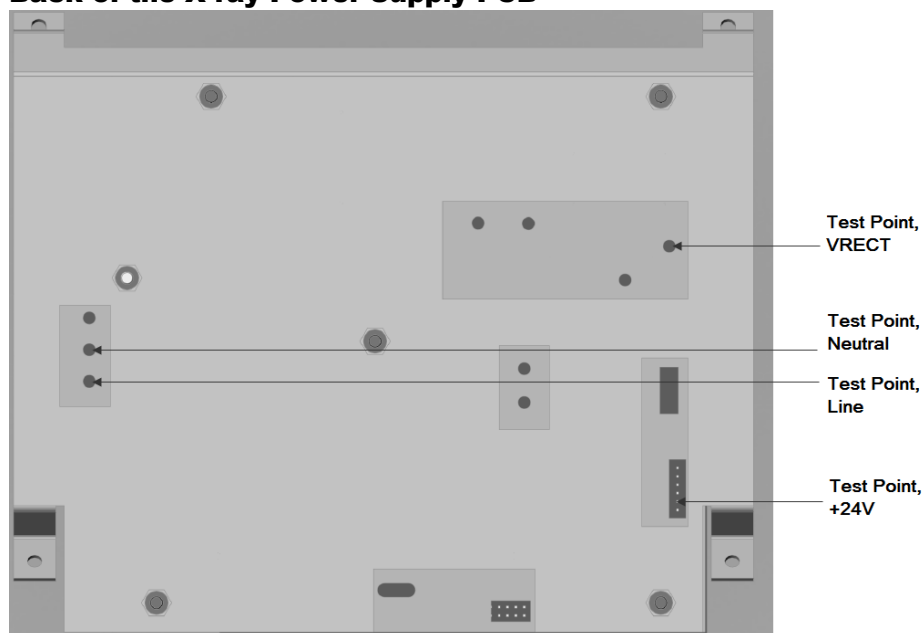 Back of the X-ray Power Supply PCB
Test Point,
VRECT
Test Point,
Neutral
Test Point,
Line
Test Point,
+24V